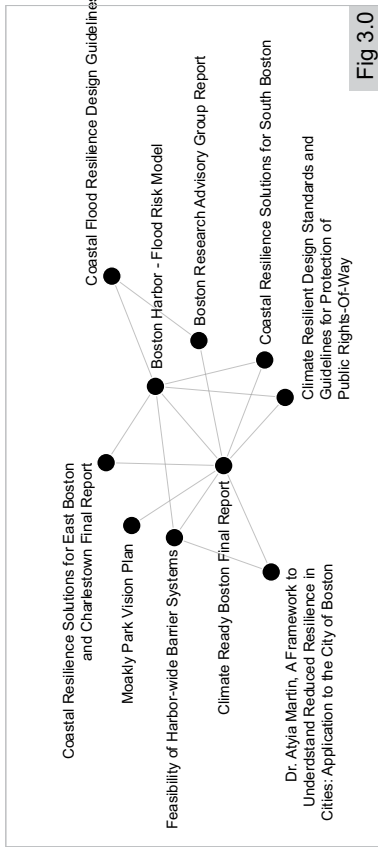 Coastal Flood Resilience Design Guidelines
Boston Harbor - Flood Risk Model
Boston Research Advisory Group Report
Coastal Resilience Solutions for South Boston
Climate Resilient Design Standards and
Guidelines for Protection of
Public Rights-Of-Way
Coastal Resilience Solutions for East Boston
and Charlestown Final Report
Moakly Park Vision Plan
Feasibility of Harbor-wide Barrier Systems
Climate Ready Boston Final Report
Dr. Atyia Martin, A Framework to
Underdstand Reduced Resilience in
Cities: Application to the City of Boston
Fig 3.0